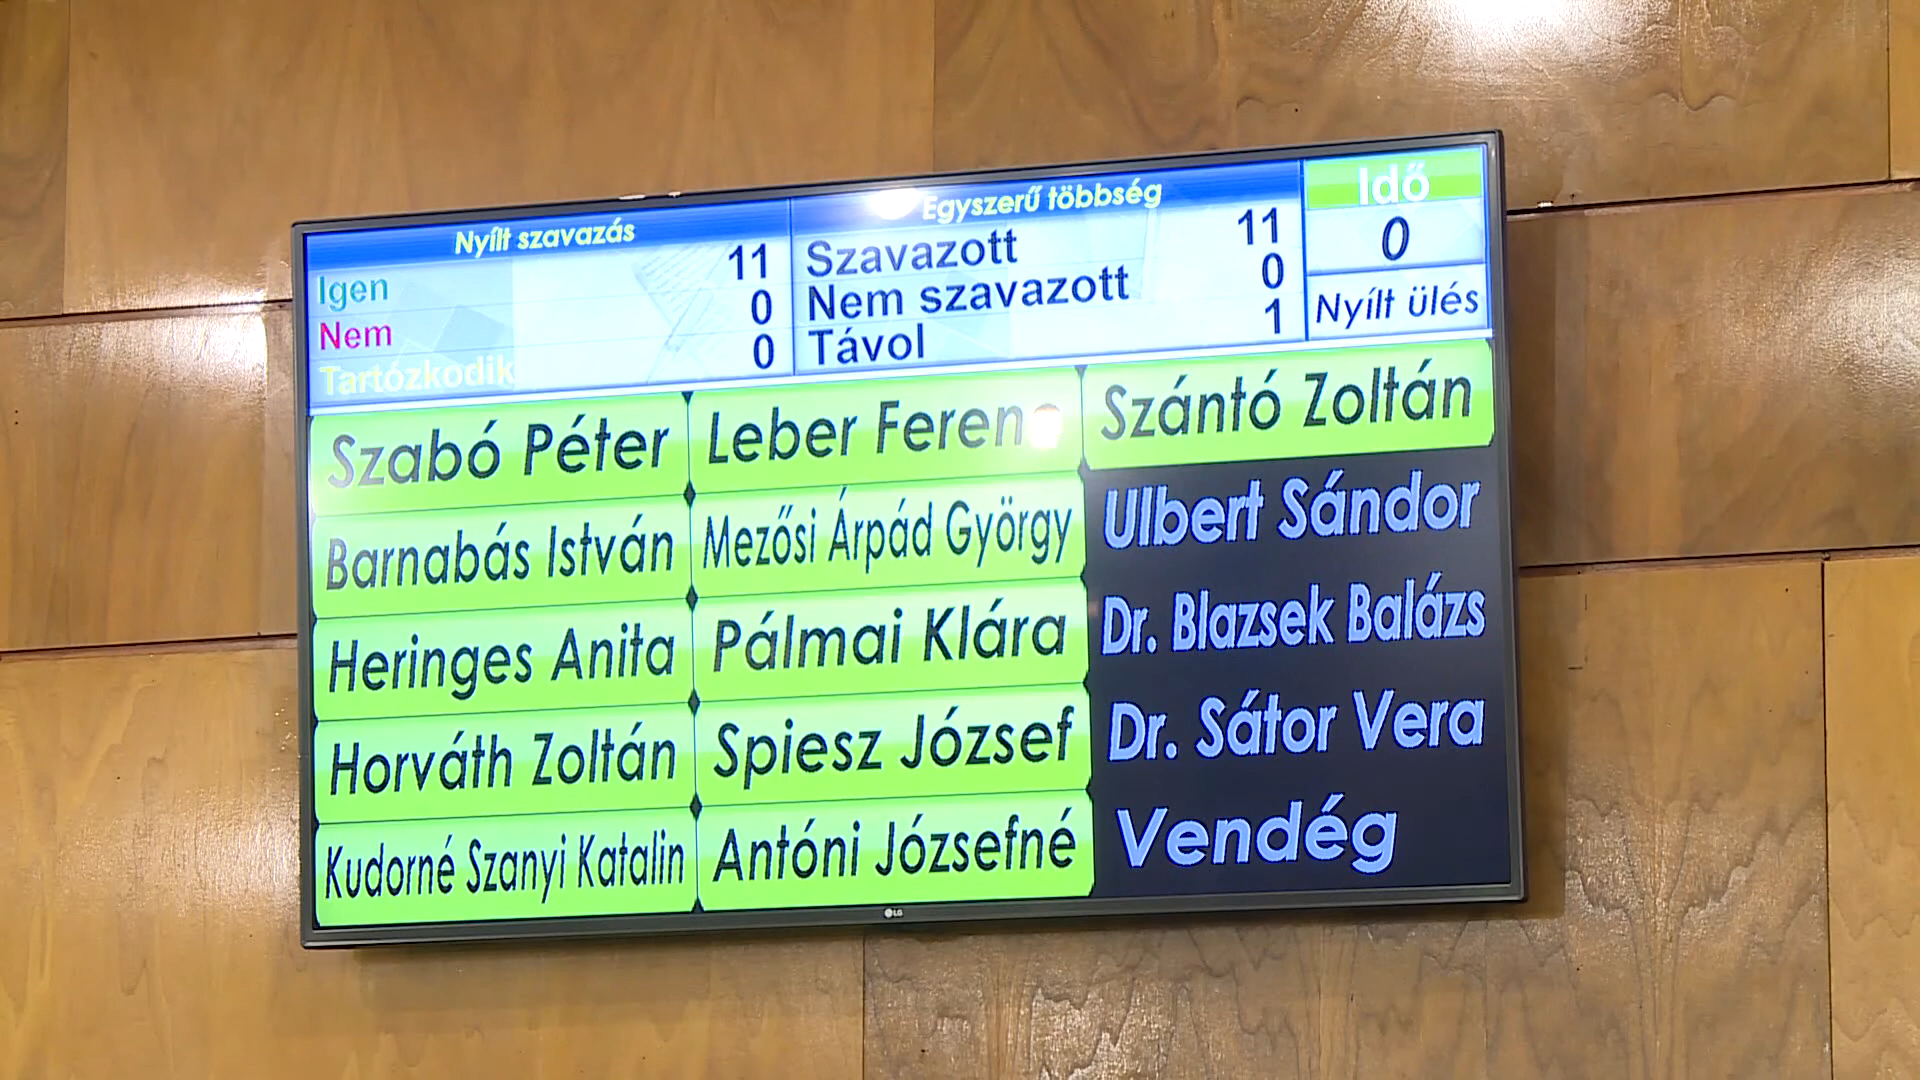 Nyílt szavazás
Igen 11
Nem 0
Tartózkodik 0
Egyszerű többség
Szavazott 11
Nem szavazott 0
Távol 1
Idő
0
Nyílt ülés
Szabó Péter
Barnabás István
Heringes Anita
Horváth Zoltán
Kudorné Szanyi Katalin
Leber Ferenc
Mezősi Árpád György
Pálmai Klára
Spiesz József
Antóni Józsefné
Szántó Zoltán
Ulbert Sándor
Dr. Blazsek Balázs
Dr. Sátor Vera
Vendég
LG